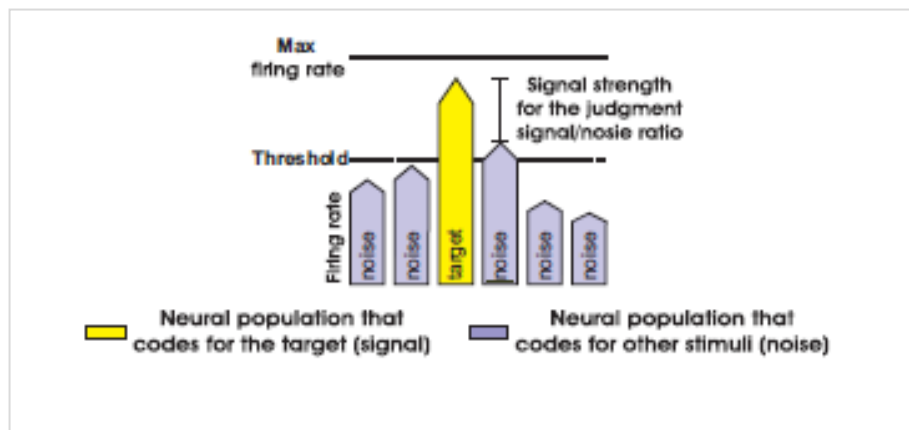 Max
firing rate
Signal strength
for the judgment
signal/nosie ratio
Threshold
Firing rate
noise
noise
target
noise
noise
noise
Neural population that
codes for the target (signal)
Neural population that
codes for other stimuli (noise)